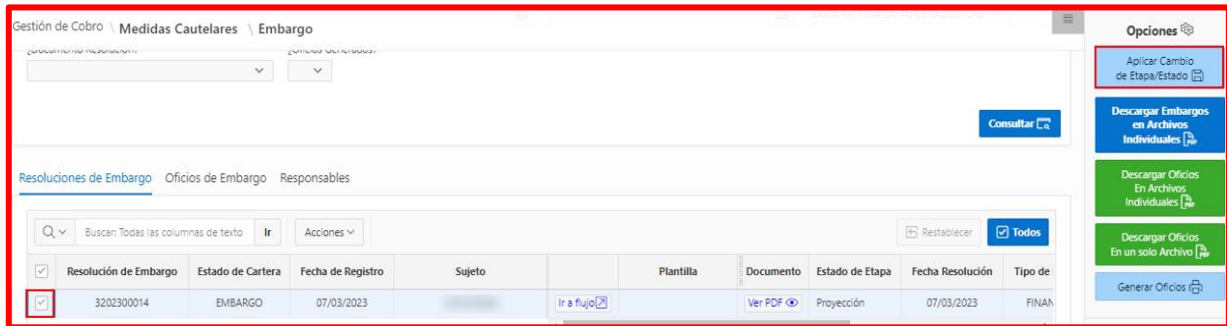 Gestión de Cobro \ Medidas Cautelares \ Embargo
¿Documento Resolución?
¿Oficios Generados?
Consultar
Resoluciones de Embargo Oficios de Embargo Responsables
Buscar: Todas las columnas de texto Ir Acciones Restablecer Todos
Resolución de Embargo Estado de Cartera Fecha de Registro Sujeto Plantilla Documento Estado de Etapa Fecha Resolución Tipo de
3202300014 EMBARGO 07/03/2023 Ir a flujo Ver PDF Proyección 07/03/2023 FINAN
Opciones
Aplicar Cambio
de Etapa/Estado
Descargar Embargos
en Archivos
Individuales
Descargar Oficios
En Archivos
Individuales
Descargar Oficios
En un solo Archivo
Generar Oficios